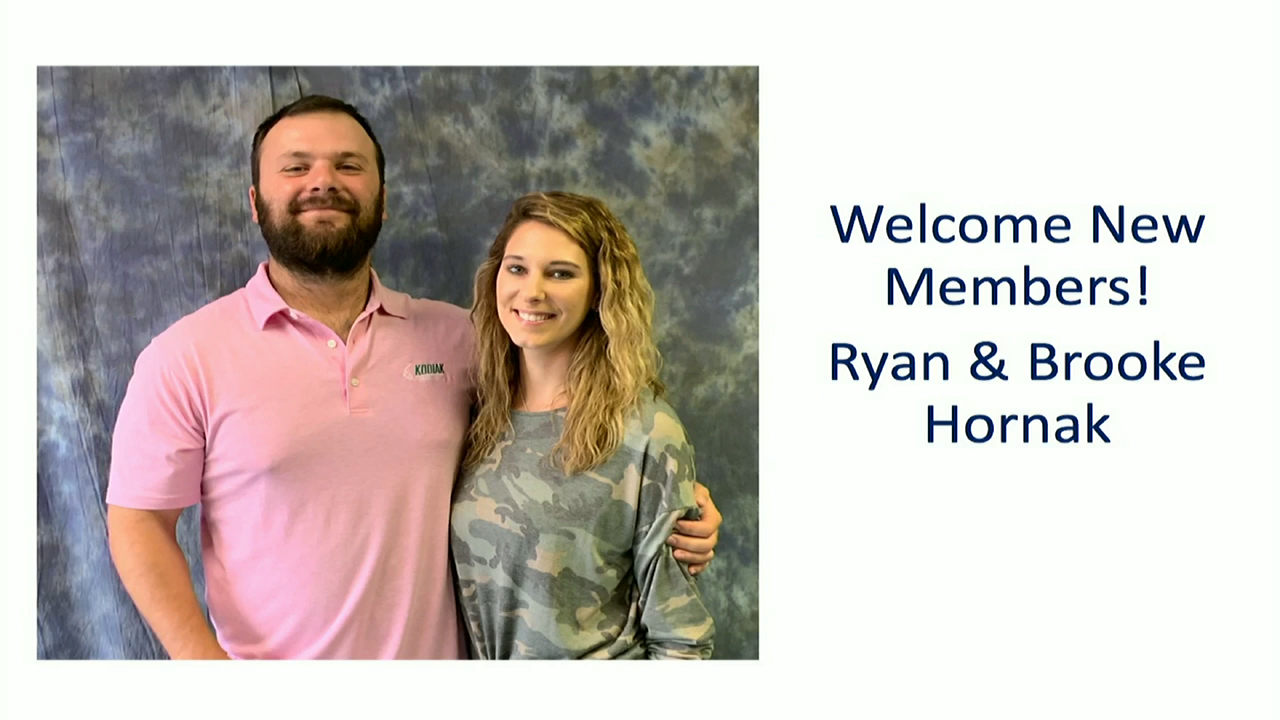 KODIAK
Welcome New
Members!
Ryan & Brooke
Hornak